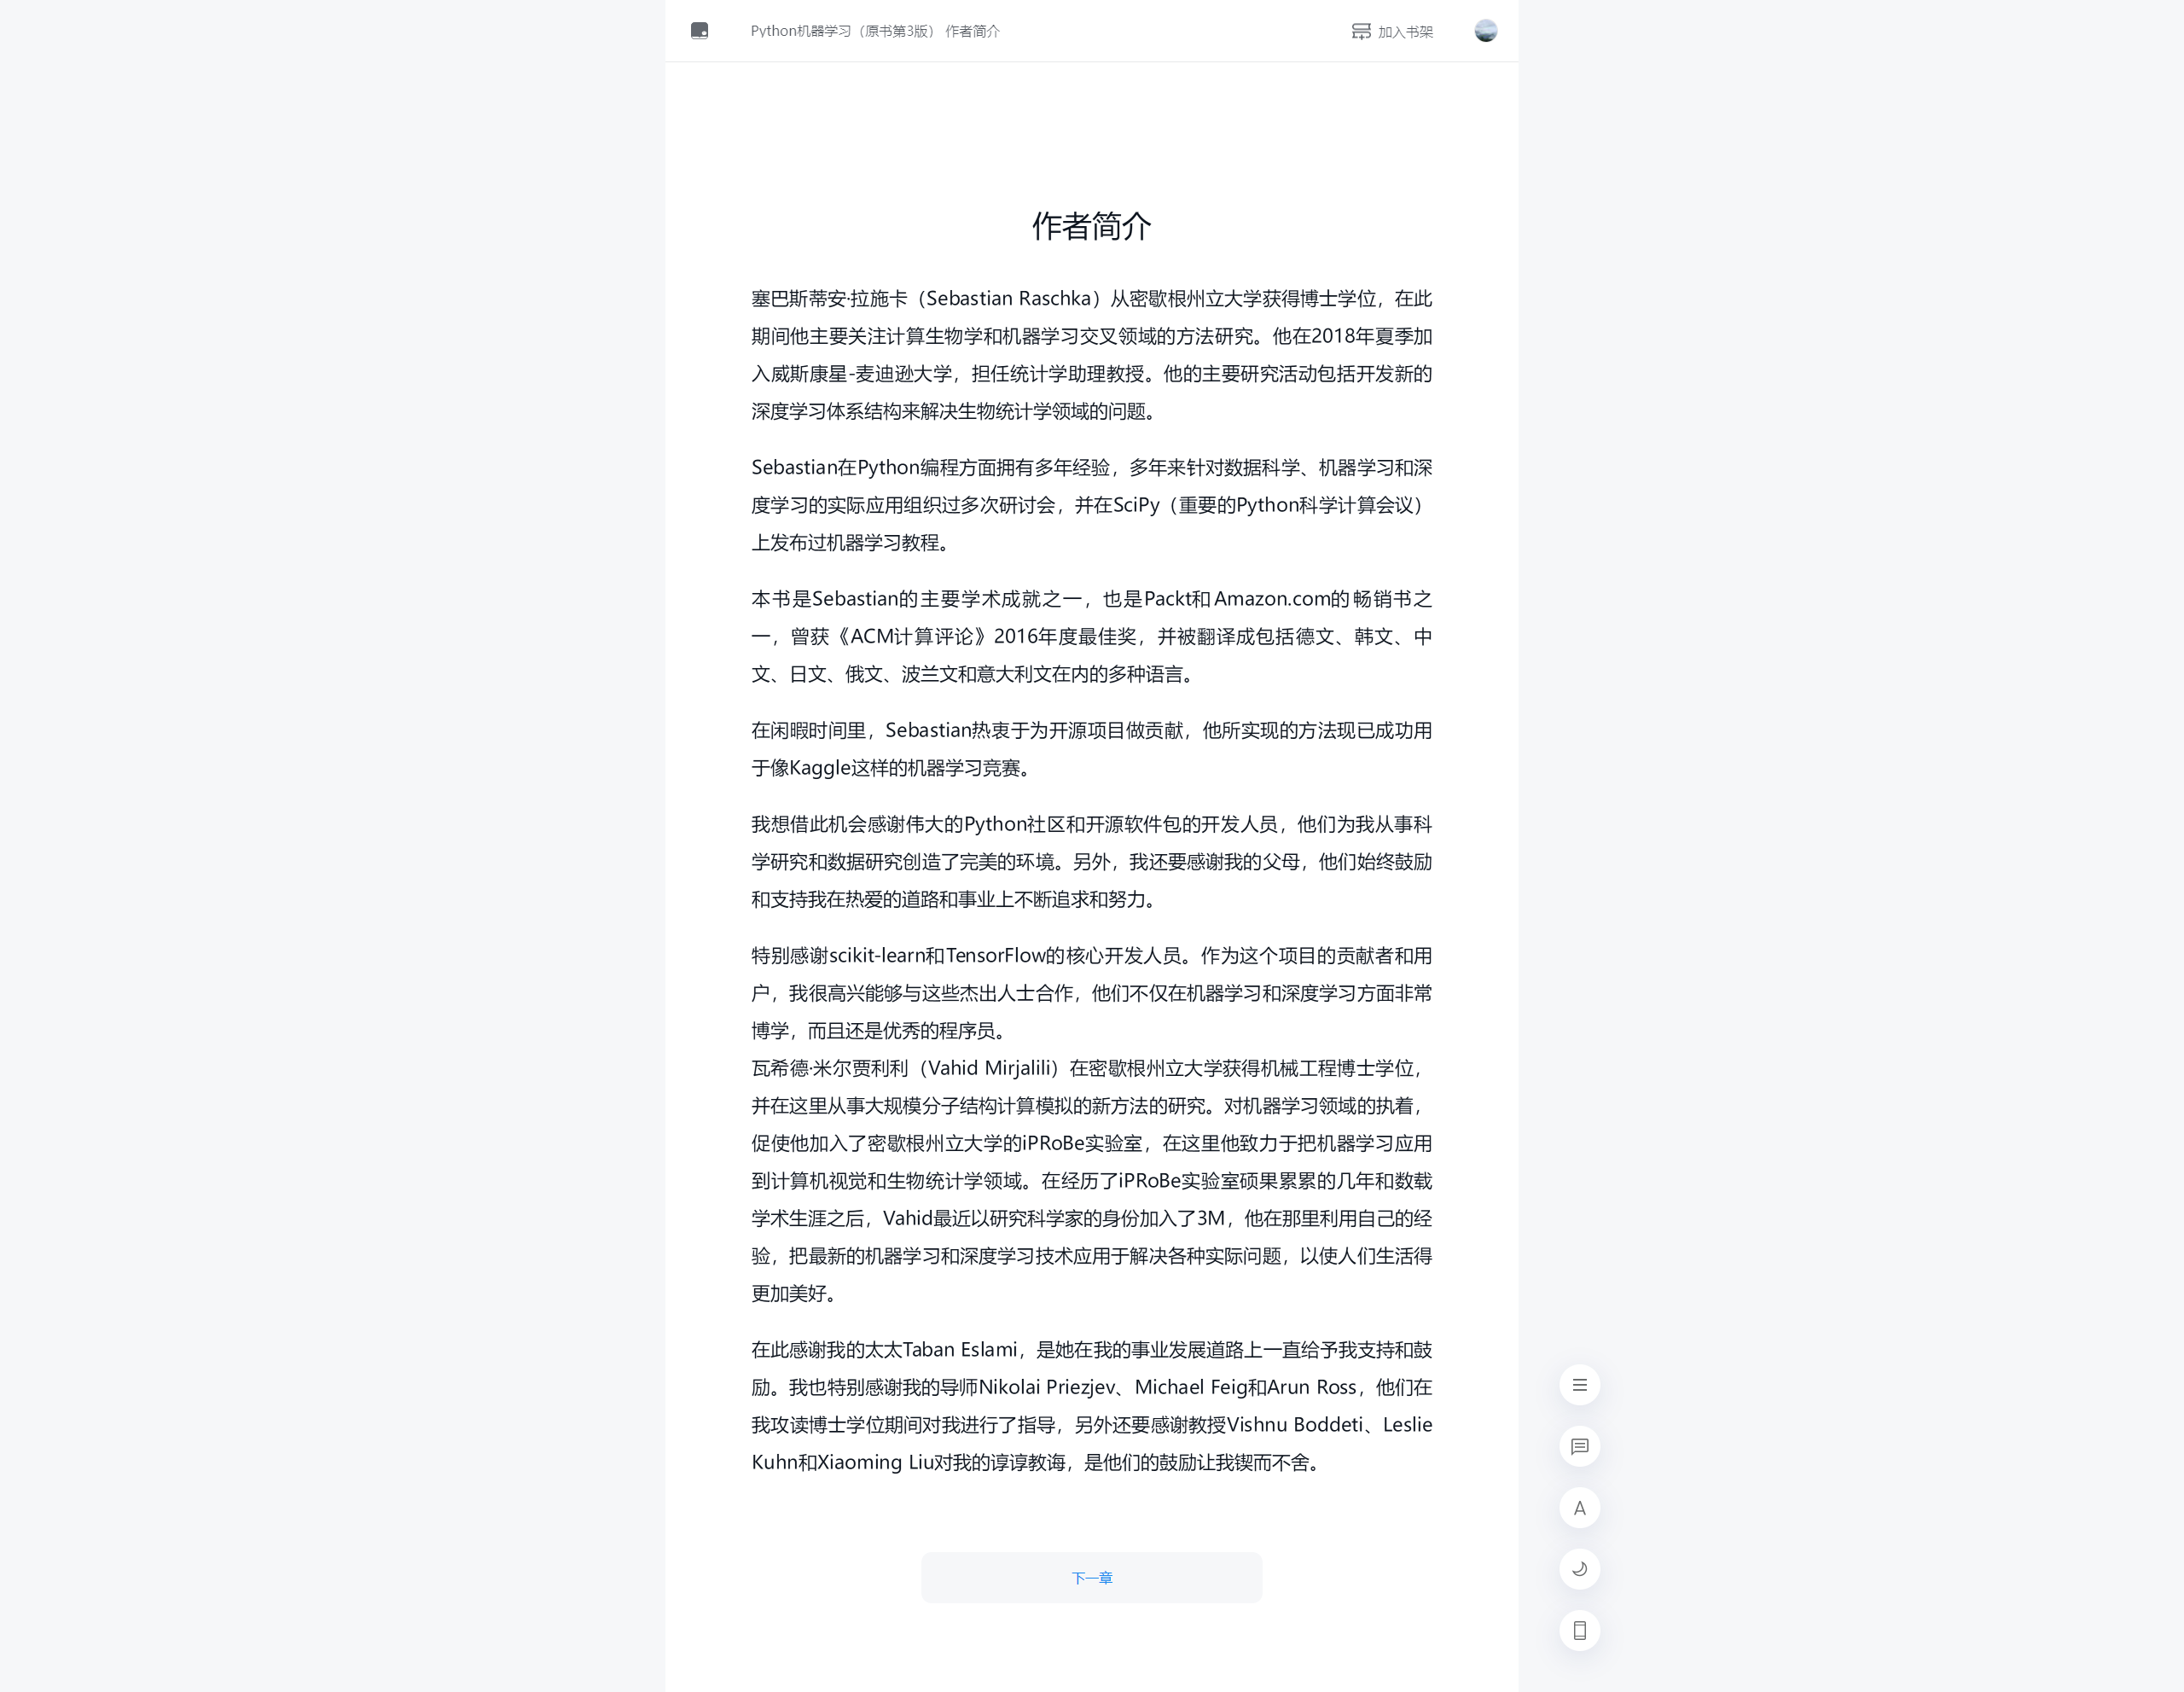 Python机器学习（原书第3版） 作者简介
加入书架
作者简介
塞巴斯蒂安·拉施卡（Sebastian Raschka）从密歇根州立大学获得博士学位，在此
期间他主要关注计算生物学和机器学习交叉领域的方法研究。他在2018年夏季加
入威斯康星-麦迪逊大学，担任统计学助理教授。他的主要研究活动包括开发新的
深度学习体系结构来解决生物统计学领域的问题。
Sebastian在Python编程方面拥有多年经验，多年来针对数据科学、机器学习和深
度学习的实际应用组织过多次研讨会，并在SciPy（重要的Python科学计算会议）
上发布过机器学习教程。
本书是Sebastian的主要学术成就之一，也是Packt和Amazon.com的畅销书之
一，曾获《ACM计算评论》2016年度最佳奖，并被翻译成包括德文、韩文、中
文、日文、俄文、波兰文和意大利文在内的多种语言。
在闲暇时间里，Sebastian热衷于为开源项目做贡献，他所实现的方法现已成功用
于像Kaggle这样的机器学习竞赛。
我想借此机会感谢伟大的Python社区和开源软件包的开发人员，他们为我从事科
学研究和数据研究创造了完美的环境。另外，我还要感谢我的父母，他们始终鼓励
和支持我在热爱的道路和事业上不断追求和努力。
特别感谢scikit-learn和TensorFlow的核心开发人员。作为这个项目的贡献者和用
户，我很高兴能够与这些杰出人士合作，他们不仅在机器学习和深度学习方面非常
博学，而且还是优秀的程序员。
瓦希德·米尔贾利利（Vahid Mirjalili）在密歇根州立大学获得机械工程博士学位，
并在这里从事大规模分子结构计算模拟的新方法的研究。对机器学习领域的执着，
促使他加入了密歇根州立大学的iPRoBe实验室，在这里他致力于把机器学习应用
到计算机视觉和生物统计学领域。在经历了iPRoBe实验室硕果累累的几年和数载
学术生涯之后，Vahid最近以研究科学家的身份加入了3M，他在那里利用自己的经
验，把最新的机器学习和深度学习技术应用于解决各种实际问题，以使人们生活得
更加美好。
在此感谢我的太太Taban Eslami，是她在我的事业发展道路上一直给予我支持和鼓
励。我也特别感谢我的导师Nikolai Priezjev、Michael Feig和Arun Ross，他们在
我攻读博士学位期间对我进行了指导，另外还要感谢教授Vishnu Boddeti、Leslie
Kuhn和Xiaoming Liu对我的谆谆教诲，是他们的鼓励让我锲而不舍。
下一章